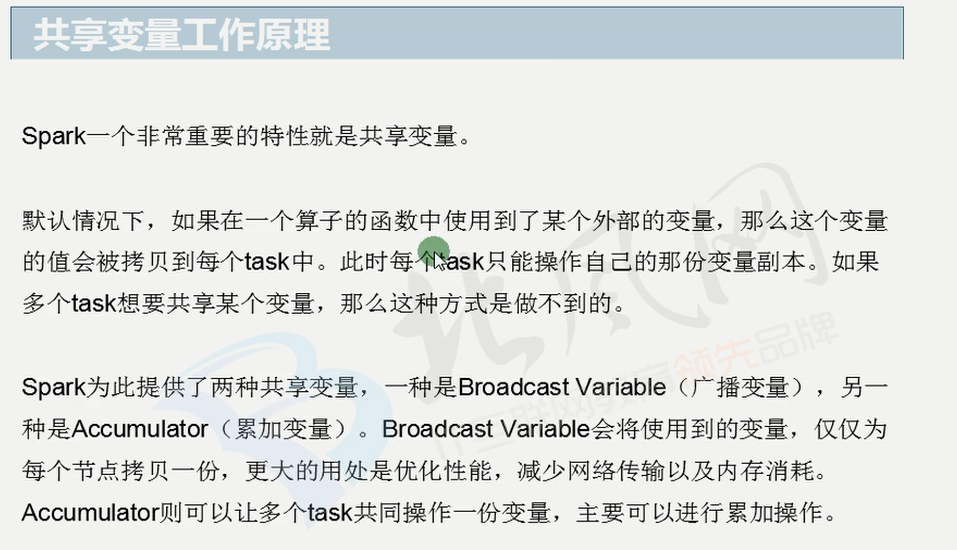 共享变量工作原理
Spark一个非常重要的特性就是共享变量。
默认情况下，如果在一个算子的函数中使用到了某个外部的变量，那么这个变量
的值会被拷贝到每个task中。此时每个task只能操作自己的那份变量副本。如果
多个task想要共享某个变量，那么这种方式是做不到的。
Spark为此提供了两种共享变量，一种是Broadcast Variable（广播变量），另一
种是Accumulator（累加变量）。Broadcast Variable会将使用到的变量，仅仅为
每个节点拷贝一份，更大的用处是优化性能，减少网络传输以及内存消耗。
Accumulator则可以让多个task共同操作一份变量，主要可以进行累加操作。
北风网